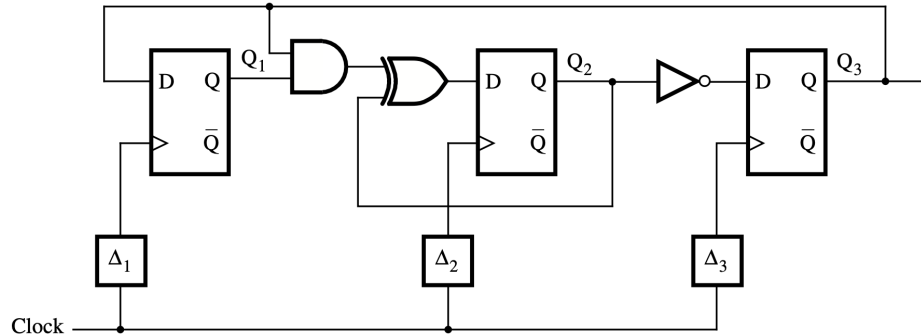 Q1 Q2 Q3
D Q D Q D Q
Q̅ Q̅ Q̅
Δ1 Δ2 Δ3
Clock